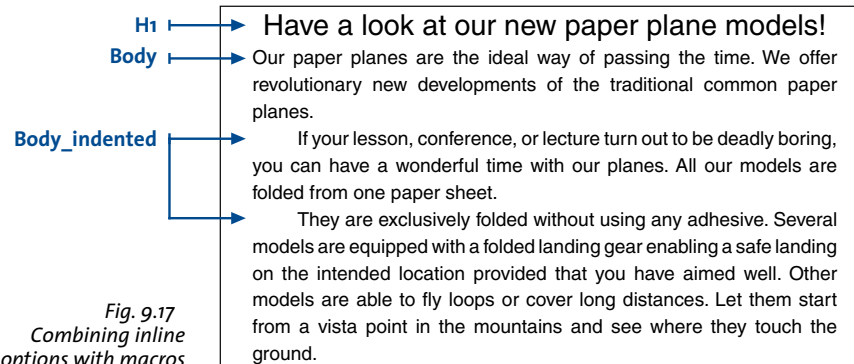 H1
Have a look at our new paper plane models!
Body
Our paper planes are the ideal way of passing the time. We offer
revolutionary new developments of the traditional common paper
planes.
Body_indented
If your lesson, conference, or lecture turn out to be deadly boring,
you can have a wonderful time with our planes. All our models are
folded from one paper sheet.
They are exclusively folded without using any adhesive. Several
models are equipped with a folded landing gear enabling a safe landing
on the intended location provided that you have aimed well. Other
models are able to fly loops or cover long distances. Let them start
from a vista point in the mountains and see where they touch the
ground.
Fig. 9.17
Combining inline
options with macros